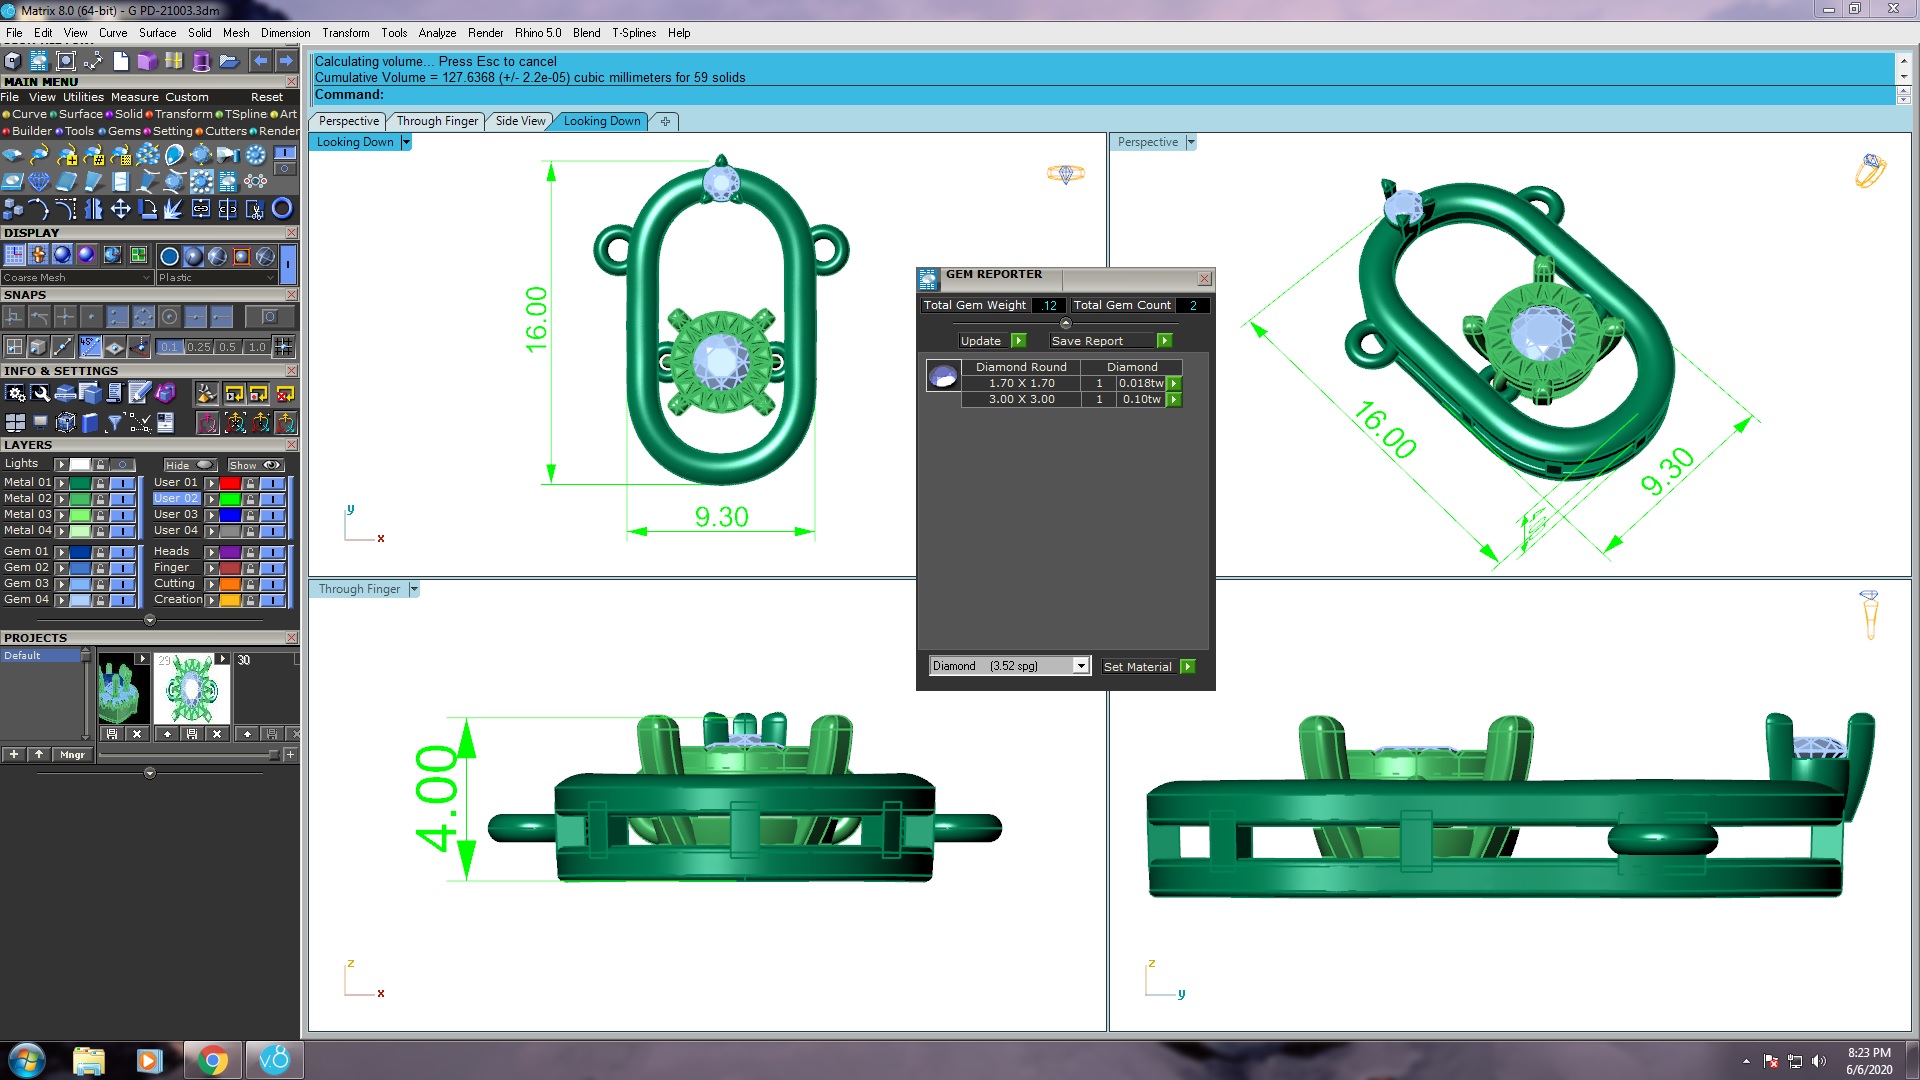 Matrix 8.0 (64-bit) - G PD-21003.3dm
File Edit View Curve Surface Solid Mesh Dimension Transform Tools Analyze Render Rhino 5.0 Blend T-Splines Help
Calculating volume... Press Esc to cancel
Cumulative Volume = 127.6368 (+/- 2.2e-05) cubic millimeters for 59 solids
Command:
MAIN MENU
File View Utilities Measure Custom Reset
Curve Surface Solid Transform TSpline Art
Builder Tools Gems Setting Cutters Render
DISPLAY
Coarse Mesh Plastic
SNAPS
45°
0.1 0.25 0.5 1.0
INFO & SETTINGS
LAYERS
Lights Hide Show
Metal 01 User 01
Metal 02 User 02
Metal 03 User 03
Metal 04 User 04
Gem 01 Heads
Gem 02 Finger
Gem 03 Cutting
Gem 04 Creation
PROJECTS
Default
29 30
Mngr
Perspective Through Finger Side View Looking Down
Looking Down
16.00
9.30
y
x
Perspective
16.00
9.30
GEM REPORTER
Total Gem Weight .12 Total Gem Count 2
Update Save Report
Diamond Round Diamond
1.70 X 1.70 1 0.018tw
3.00 X 3.00 1 0.10tw
Diamond (3.52 spg) Set Material
Through Finger
4.00
z
x
z
y
v.8
8:23 PM
6/6/2020